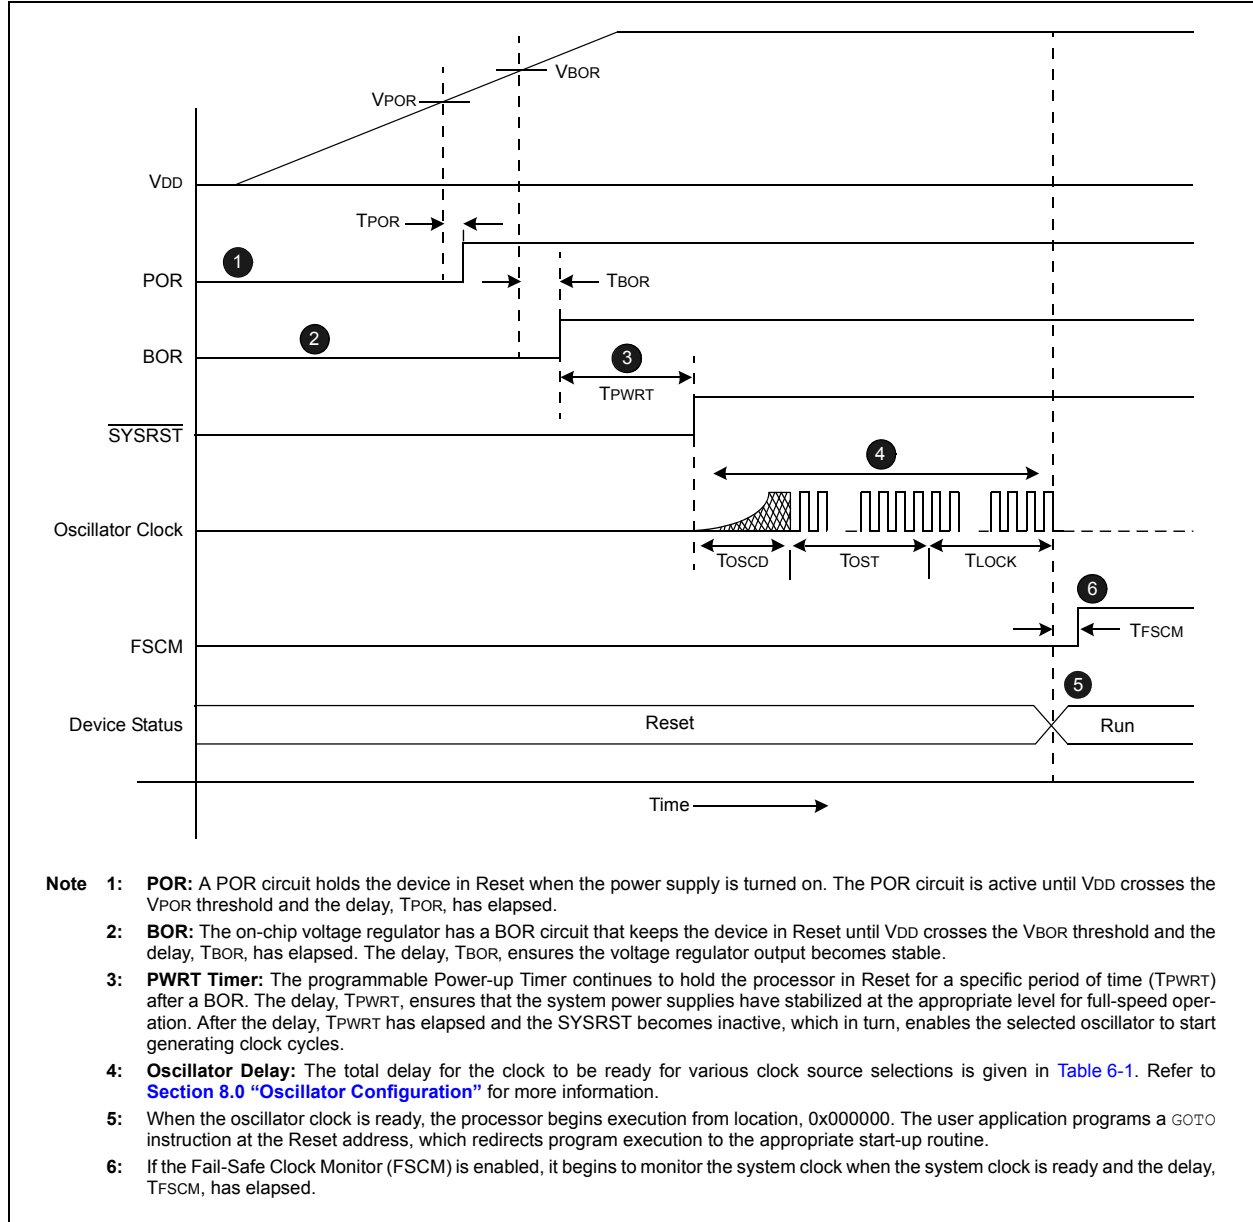 VBOR
VPOR
VDD
TPOR
1
POR
TBOR
2
BOR
3
TPWRT
SYSRST
4
Oscillator Clock
TOSCD
TOST
TLOCK
6
TFSCM
FSCM
5
Device Status
Reset
Run
Time
Note 1: POR: A POR circuit holds the device in Reset when the power supply is turned on. The POR circuit is active until VDD crosses the
VPOR threshold and the delay, TPOR, has elapsed.
2: BOR: The on-chip voltage regulator has a BOR circuit that keeps the device in Reset until VDD crosses the VBOR threshold and the
delay, TBOR, has elapsed. The delay, TBOR, ensures the voltage regulator output becomes stable.
3: PWRT Timer: The programmable Power-up Timer continues to hold the processor in Reset for a specific period of time (TPWRT)
after a BOR. The delay, TPWRT, ensures that the system power supplies have stabilized at the appropriate level for full-speed oper-
ation. After the delay, TPWRT has elapsed and the SYSRST becomes inactive, which in turn, enables the selected oscillator to start
generating clock cycles.
4: Oscillator Delay: The total delay for the clock to be ready for various clock source selections is given in Table 6-1. Refer to
Section 8.0 “Oscillator Configuration” for more information.
5: When the oscillator clock is ready, the processor begins execution from location, 0x000000. The user application programs a GOTO
instruction at the Reset address, which redirects program execution to the appropriate start-up routine.
6: If the Fail-Safe Clock Monitor (FSCM) is enabled, it begins to monitor the system clock when the system clock is ready and the delay,
TFSCM, has elapsed.